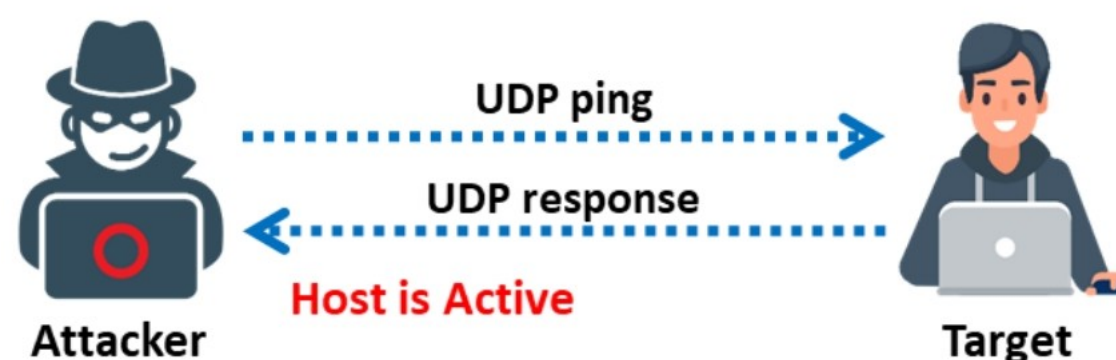 UDP ping
UDP response
Host is Active
Attacker
Target